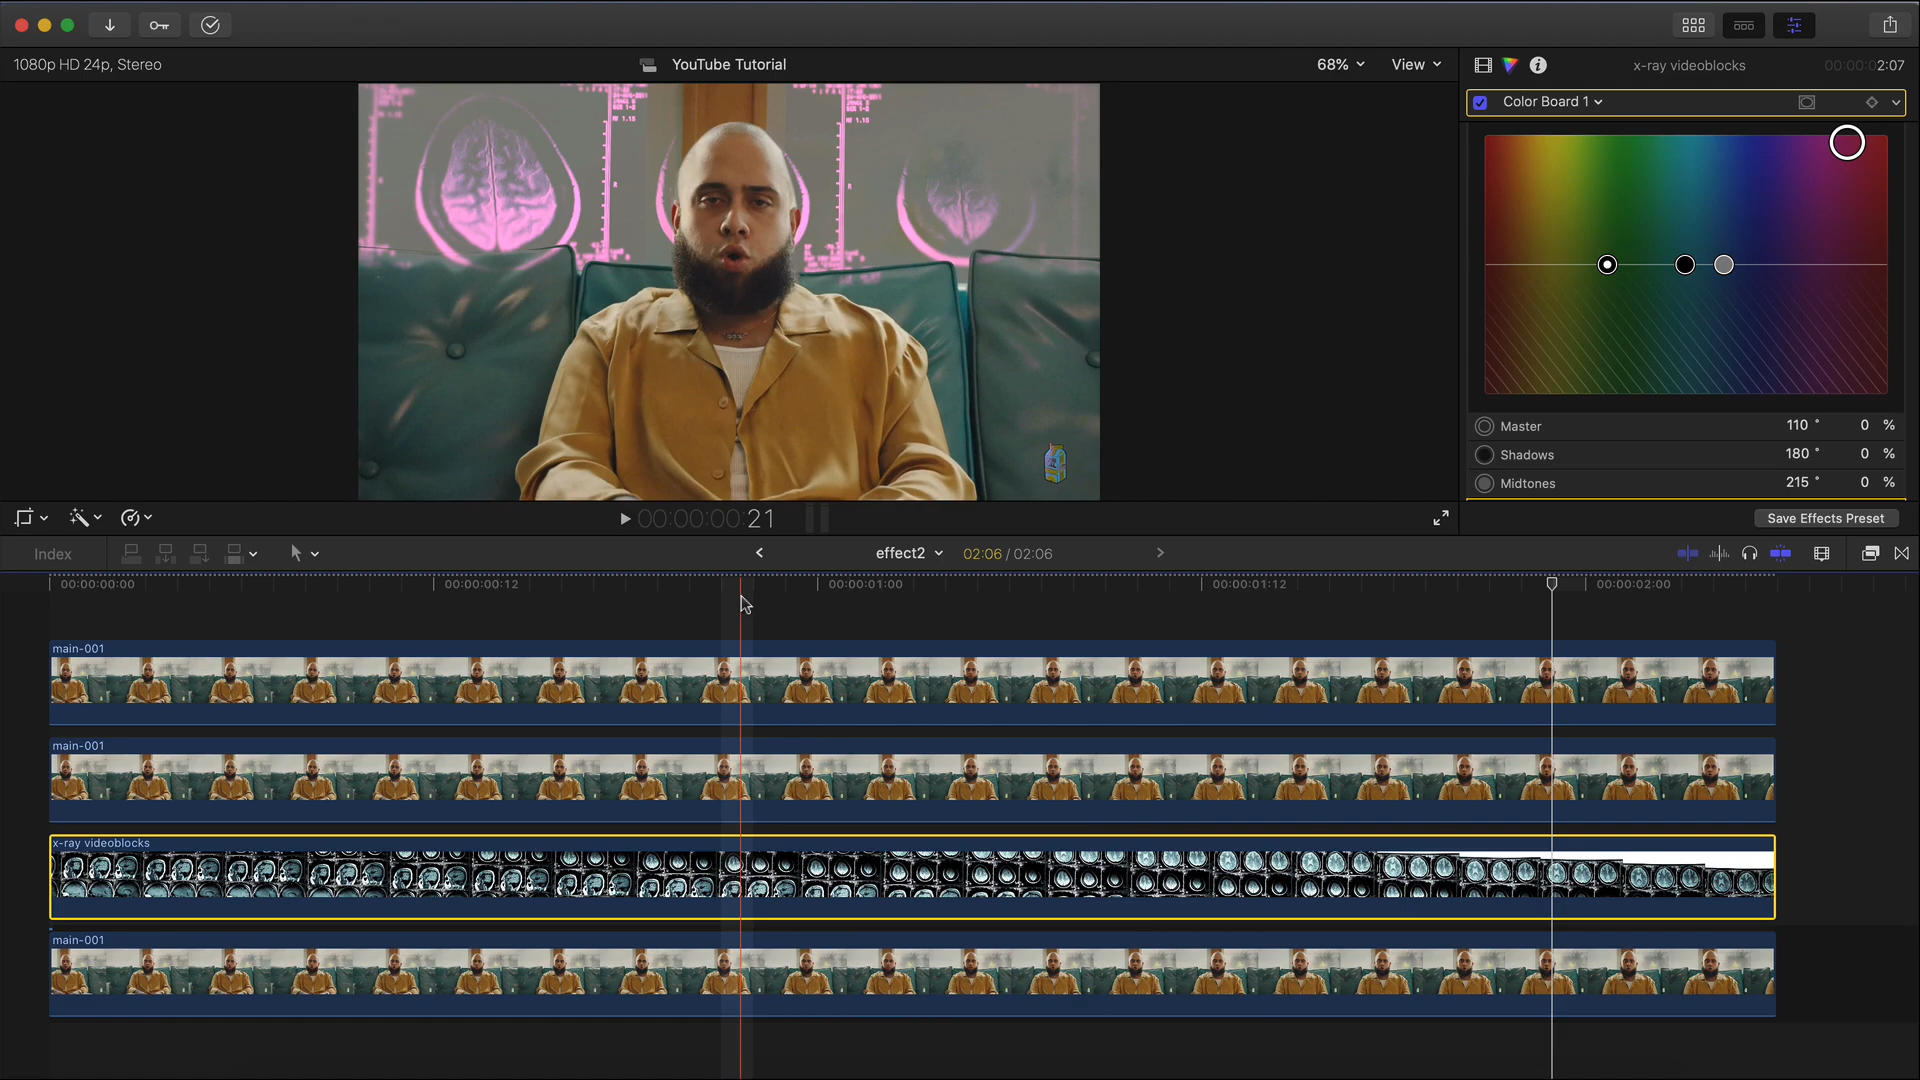 1080p HD 24p, Stereo
YouTube Tutorial
68%
View
x-ray videoblocks
00:00:02:07
Color Board 1
Master 110 ° 0 %
Shadows 180 ° 0 %
Midtones 215 ° 0 %
00:00:00:21
Save Effects Preset
Index
effect2
02:06 / 02:06
00:00:00:00
00:00:00:12
00:00:01:00
00:00:01:12
00:00:02:00
main-001
main-001
x-ray videoblocks
main-001